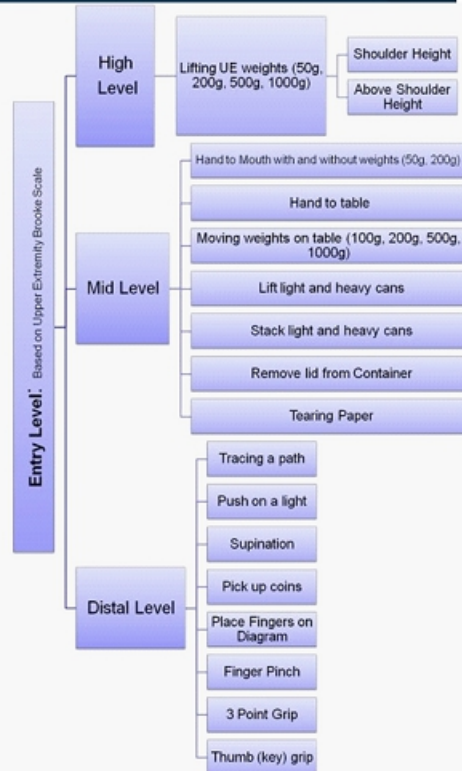 Entry Level: Based on Upper Extremity Brooke Scale
High
Level
Lifting UE weights (50g,
200g, 500g, 1000g)
Shoulder Height
Above Shoulder
Height
Mid Level
Hand to Mouth with and without weights (50g, 200g)
Hand to table
Moving weights on table (100g, 200g, 500g,
1000g)
Lift light and heavy cans
Stack light and heavy cans
Remove lid from Container
Tearing Paper
Distal Level
Tracing a path
Push on a light
Supination
Pick up coins
Place Fingers on
Diagram
Finger Pinch
3 Point Grip
Thumb (key) grip